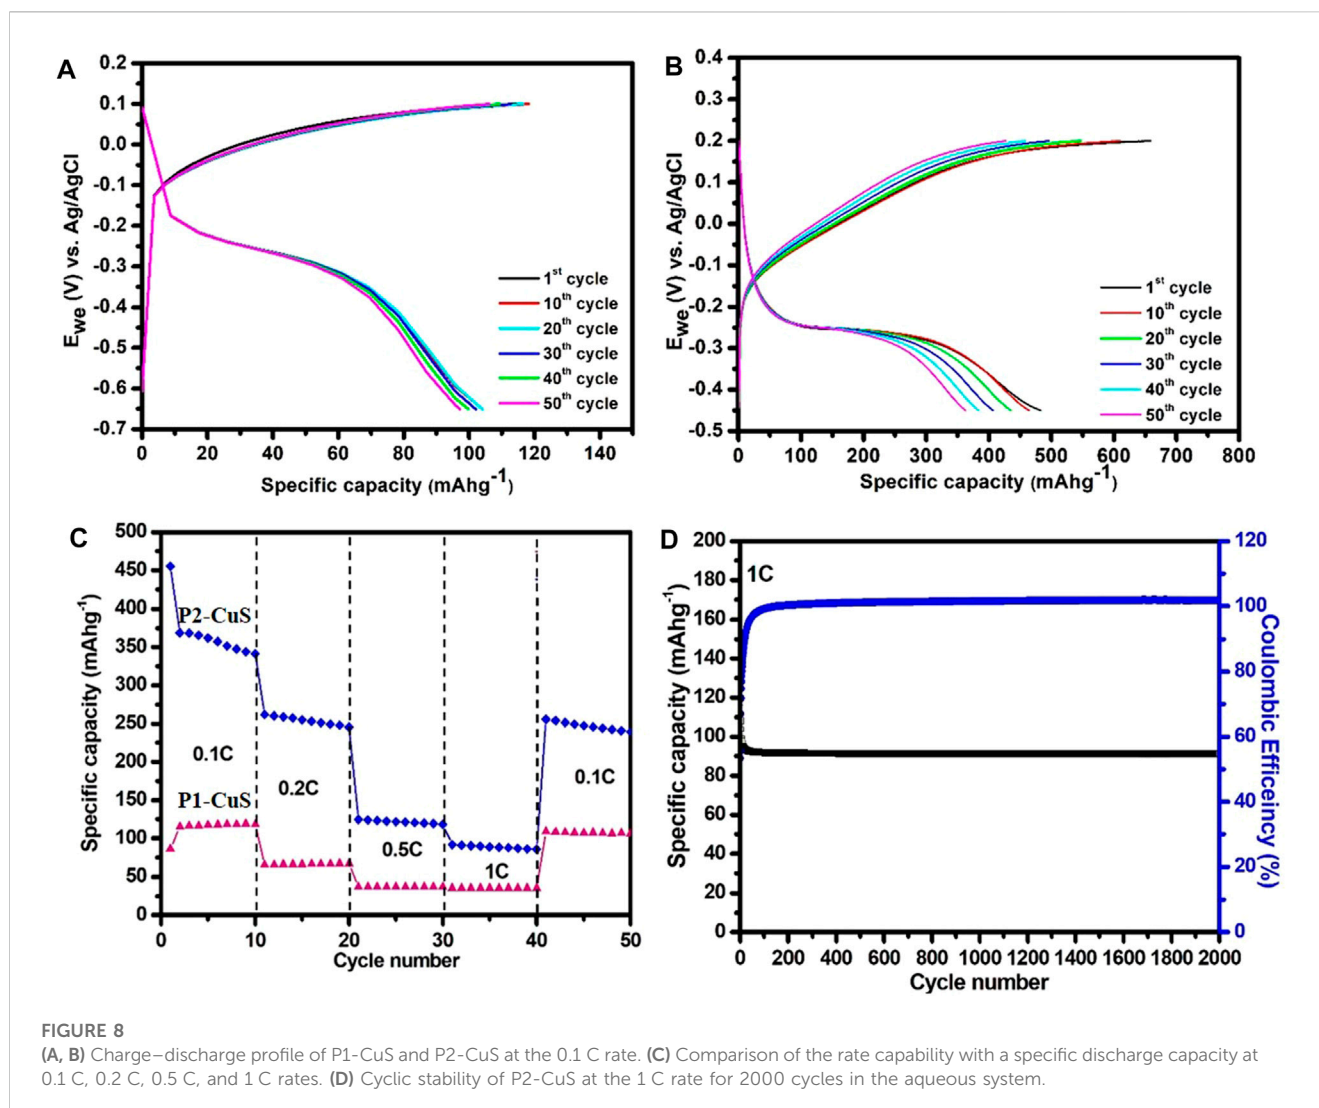 A
0.2
0.1
0.0
-0.1
-0.2
-0.3
-0.4
-0.5
-0.6
-0.7
E_we (V) vs. Ag/AgCl
1st cycle
10th cycle
20th cycle
30th cycle
40th cycle
50th cycle
0 20 40 60 80 100 120 140
Specific capacity (mAhg-1)
B
0.4
0.3
0.2
0.1
0.0
-0.1
-0.2
-0.3
-0.4
-0.5
E_we (V) vs. Ag/AgCl
1st cycle
10th cycle
20th cycle
30th cycle
40th cycle
50th cycle
0 100 200 300 400 500 600 700 800
Specific capacity (mAhg-1)
C
500
450
400
350
300
250
200
150
100
50
0
Specific capacity (mAhg-1)
P2-CuS
P1-CuS
0.1C
0.2C
0.5C
1C
0.1C
0 10 20 30 40 50
Cycle number
D
200
180
160
140
120
100
80
60
40
20
0
Specific capacity (mAhg-1)
1C
120
100
80
60
40
20
0
Coulombic Efficeincy (%)
0 200 400 600 800 1000 1200 1400 1600 1800 2000
Cycle number
FIGURE 8
(A, B) Charge–discharge profile of P1-CuS and P2-CuS at the 0.1 C rate. (C) Comparison of the rate capability with a specific discharge capacity at
0.1 C, 0.2 C, 0.5 C, and 1 C rates. (D) Cyclic stability of P2-CuS at the 1 C rate for 2000 cycles in the aqueous system.